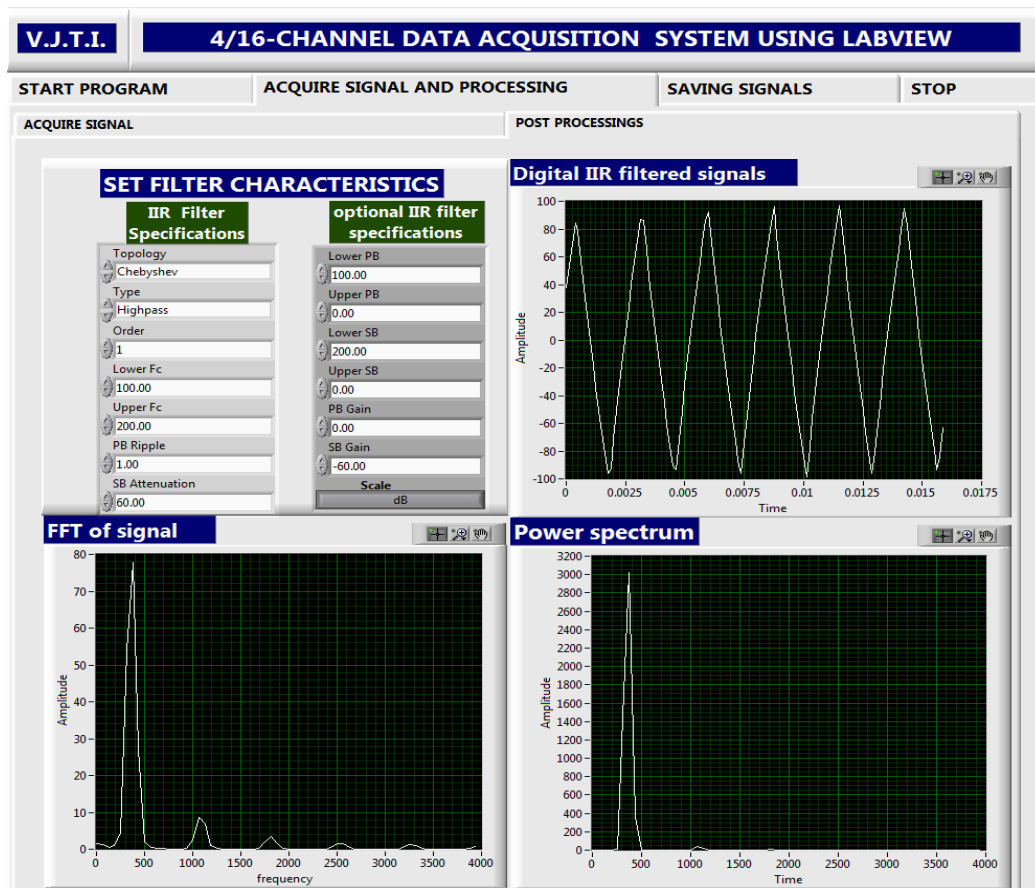 V.J.T.I.
4/16-CHANNEL DATA ACQUISITION SYSTEM USING LABVIEW
START PROGRAM
ACQUIRE SIGNAL AND PROCESSING
SAVING SIGNALS
STOP
ACQUIRE SIGNAL
POST PROCESSINGS
SET FILTER CHARACTERISTICS
IIR Filter
Specifications
Topology
Chebyshev
Type
Highpass
Order
1
Lower Fc
100.00
Upper Fc
200.00
PB Ripple
1.00
SB Attenuation
60.00
optional IIR filter
specifications
Lower PB
100.00
Upper PB
0.00
Lower SB
200.00
Upper SB
0.00
PB Gain
0.00
SB Gain
-60.00
Scale
dB
Digital IIR filtered signals
Amplitude
100
80
60
40
20
0
-20
-40
-60
-80
-100
0 0.0025 0.005 0.0075 0.01 0.0125 0.015 0.0175
Time
FFT of signal
Amplitude
80
70
60
50
40
30
20
10
0
0 500 1000 1500 2000 2500 3000 3500 4000
frequency
Power spectrum
Amplitude
3200
3000
2800
2600
2400
2200
2000
1800
1600
1400
1200
1000
800
600
400
200
0
0 500 1000 1500 2000 2500 3000 3500 4000
Time